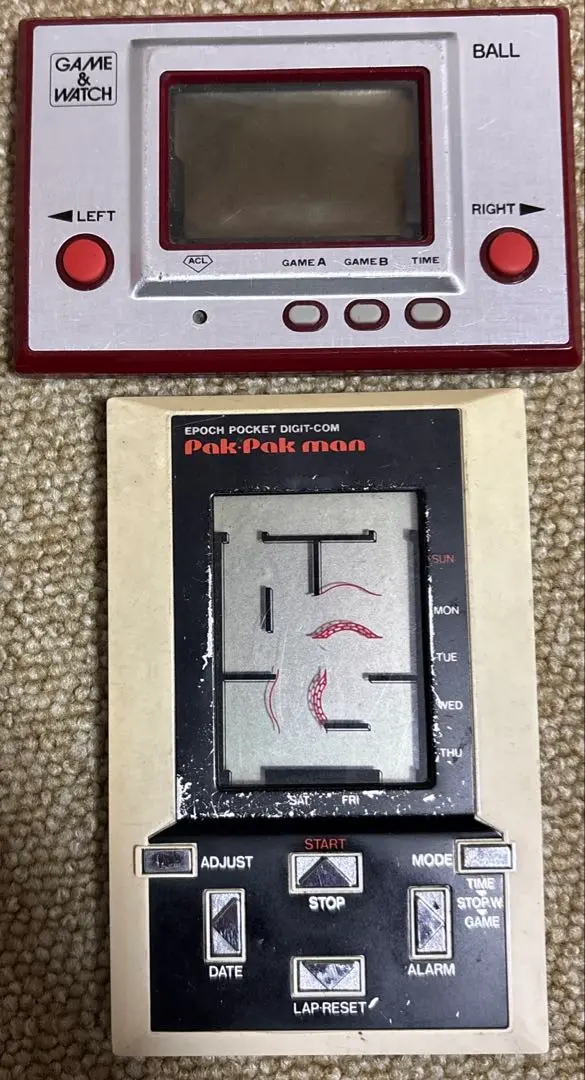 GAME
&
WATCH
BALL
◀LEFT
RIGHT▶
ACL
GAME A GAME B TIME
EPOCH POCKET DIGIT-COM
Pak·Pak man
SUN
MON
TUE
WED
THU
SAT FRI
START
ADJUST
MODE
STOP
TIME
STOP.W.
GAME
DATE
ALARM
LAP·RESET